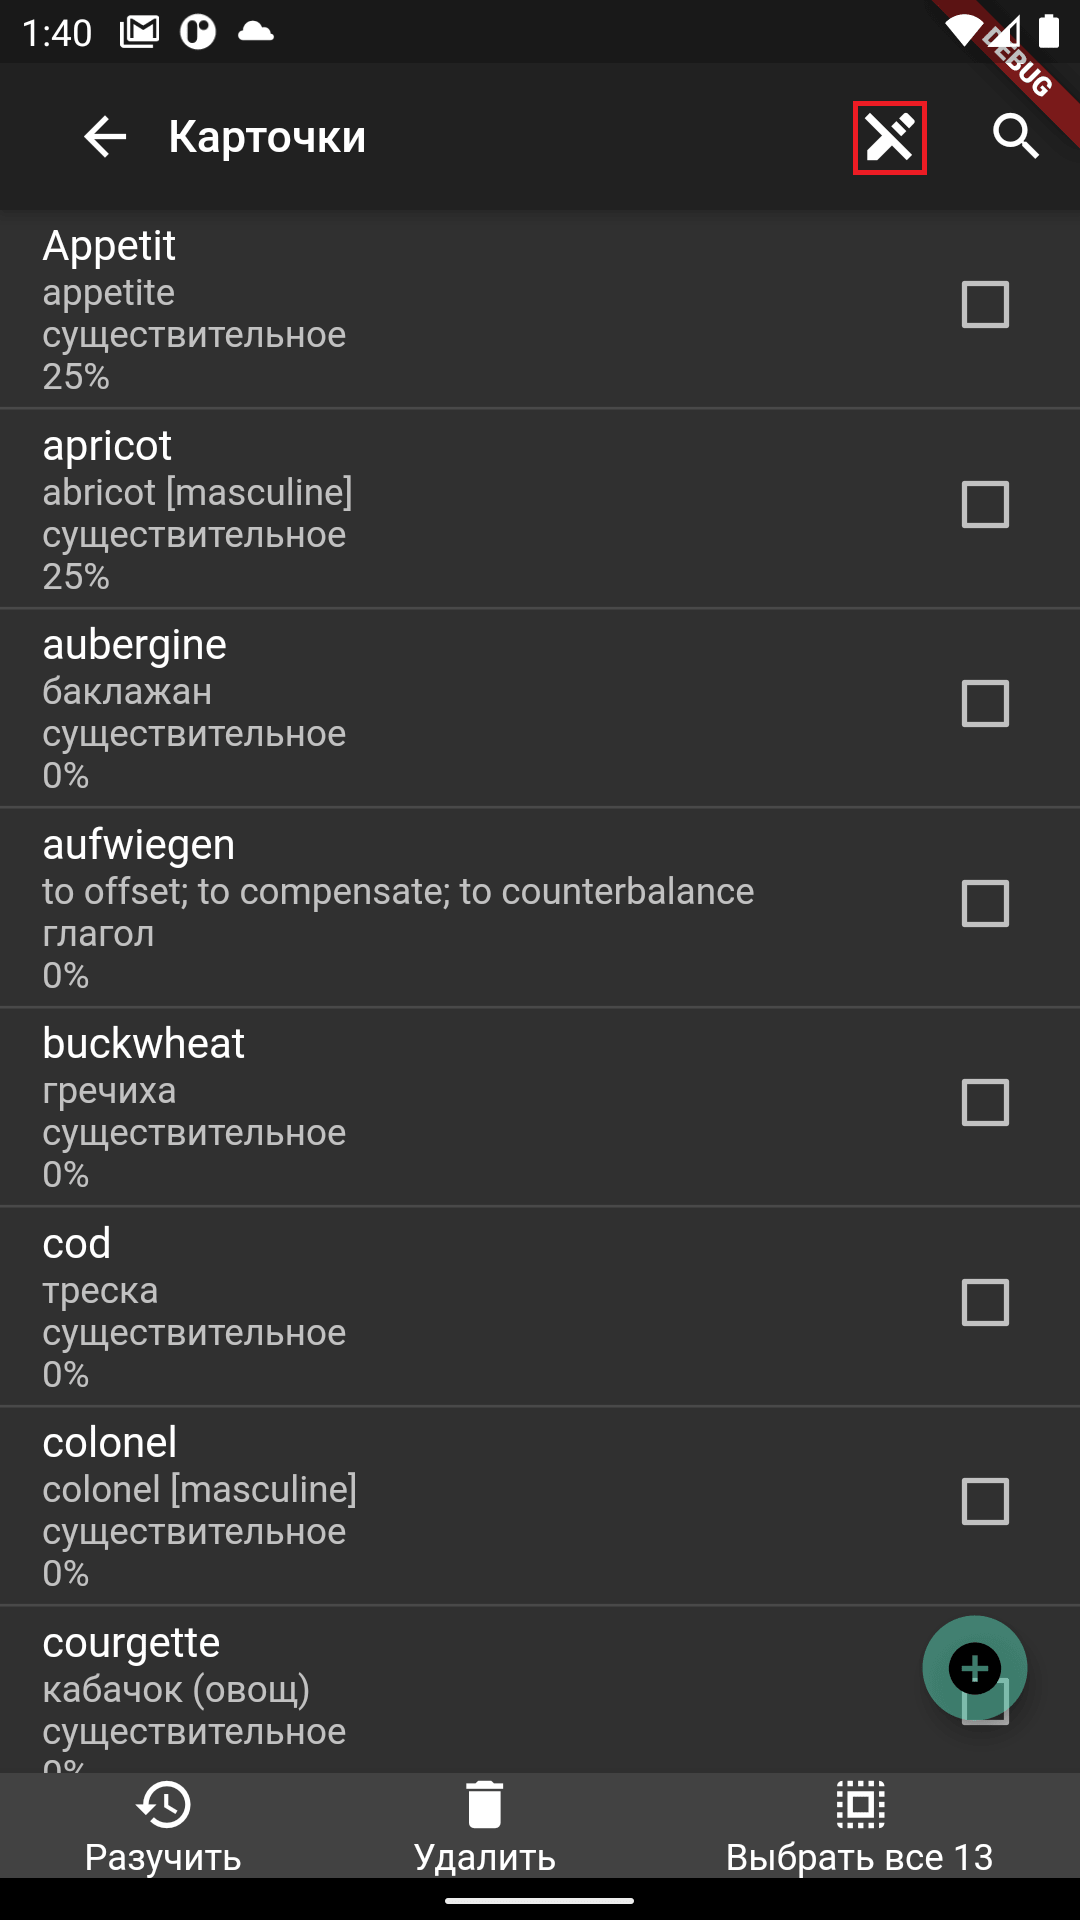 1:40
DEBUG
Карточки
Appetit
appetite
существительное
25%
apricot
abricot [masculine]
существительное
25%
aubergine
баклажан
существительное
0%
aufwiegen
to offset; to compensate; to counterbalance
глагол
0%
buckwheat
гречиха
существительное
0%
cod
треска
существительное
0%
colonel
colonel [masculine]
существительное
0%
courgette
кабачок (овощ)
существительное
0%
Разучить
Удалить
Выбрать все 13